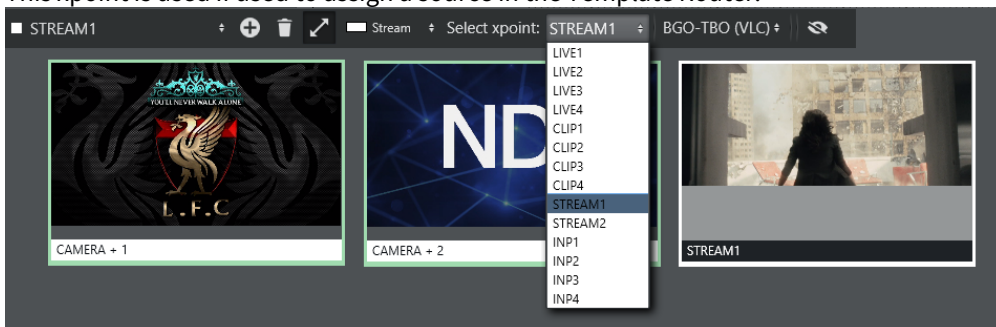 This xpoint is used if used to assign a source in the Template Router.
STREAM1 Stream Select xpoint: STREAM1 BGO-TBO (VLC)
LIVE1
LIVE2
LIVE3
LIVE4
CLIP1
CLIP2
CLIP3
CLIP4
STREAM1
STREAM2
INP1
INP2
INP3
INP4
YOU'LL NEVER WALK ALONE
L.F.C
ND
CAMERA + 1
CAMERA + 2
STREAM1